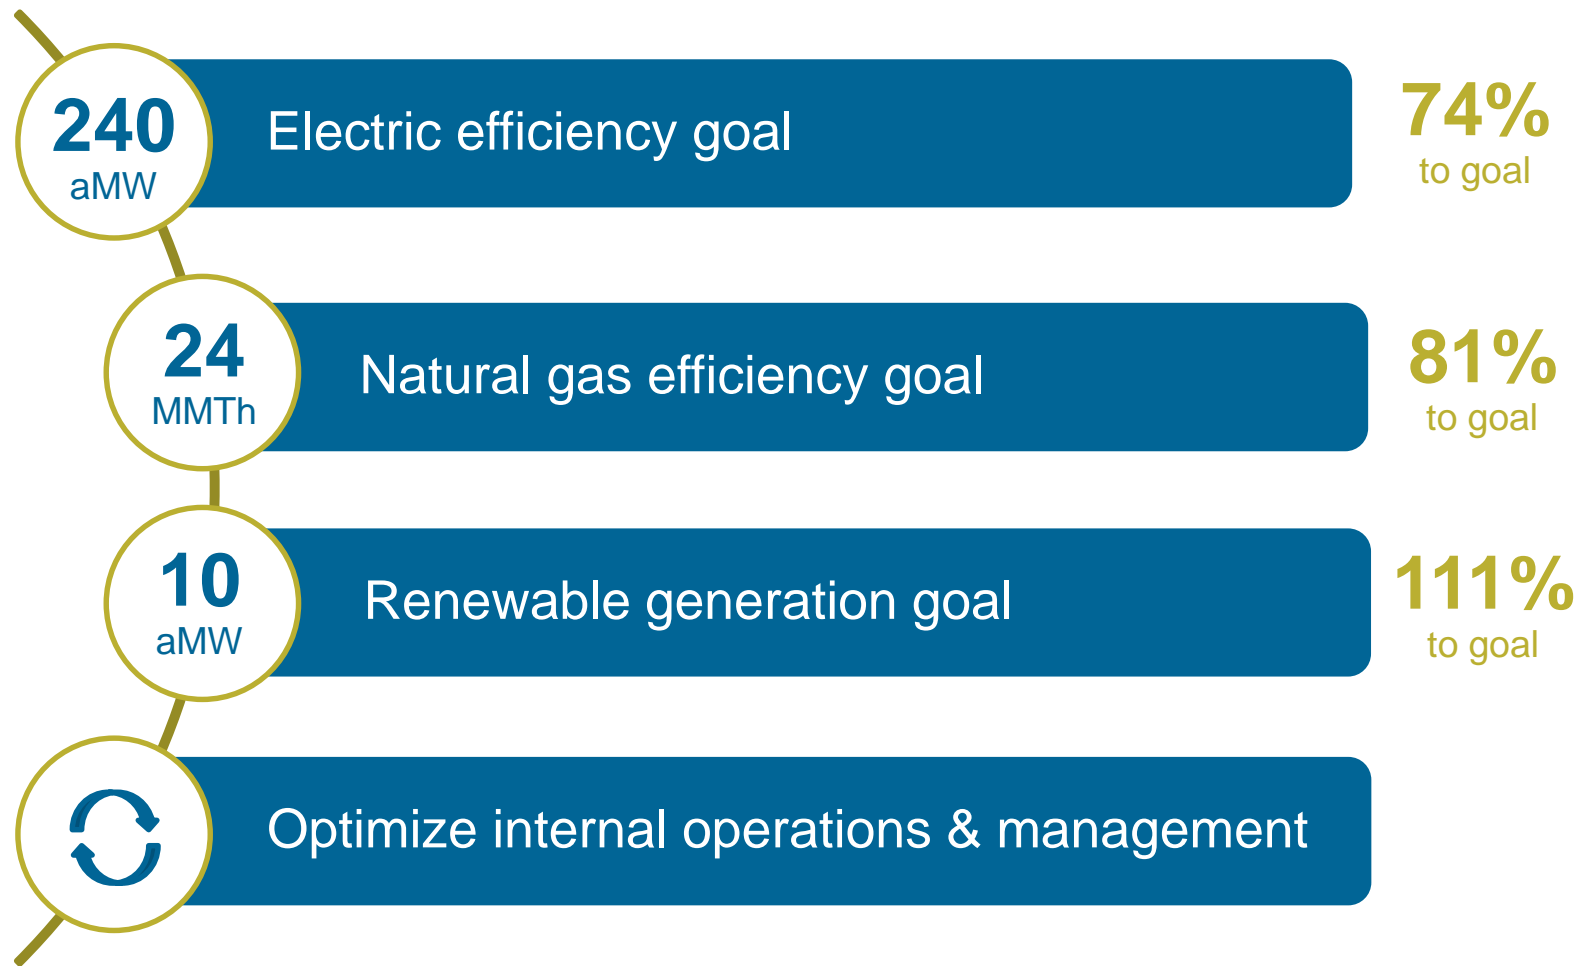 240
aMW
Electric efficiency goal
74%
to goal
24
MMTh
Natural gas efficiency goal
81%
to goal
10
aMW
Renewable generation goal
111%
to goal
Optimize internal operations & management